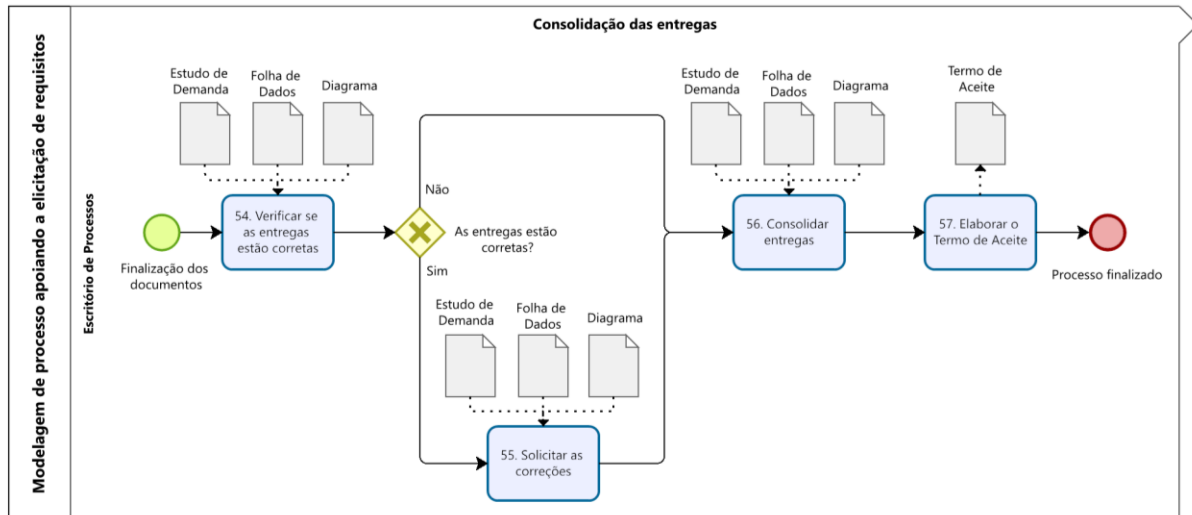 Modelagem de processo apoiando a elicitação de requisitos
Consolidação das entregas
Escritório de Processos
Finalização dos
documentos
Estudo de
Demanda
Folha de
Dados
Diagrama
54. Verificar se
as entregas
estão corretas
Não
As entregas estão
corretas?
Sim
Estudo de
Demanda
Folha de
Dados
Diagrama
55. Solicitar as
correções
Estudo de
Demanda
Folha de
Dados
Diagrama
56. Consolidar
entregas
Termo de
Aceite
57. Elaborar o
Termo de Aceite
Processo finalizado